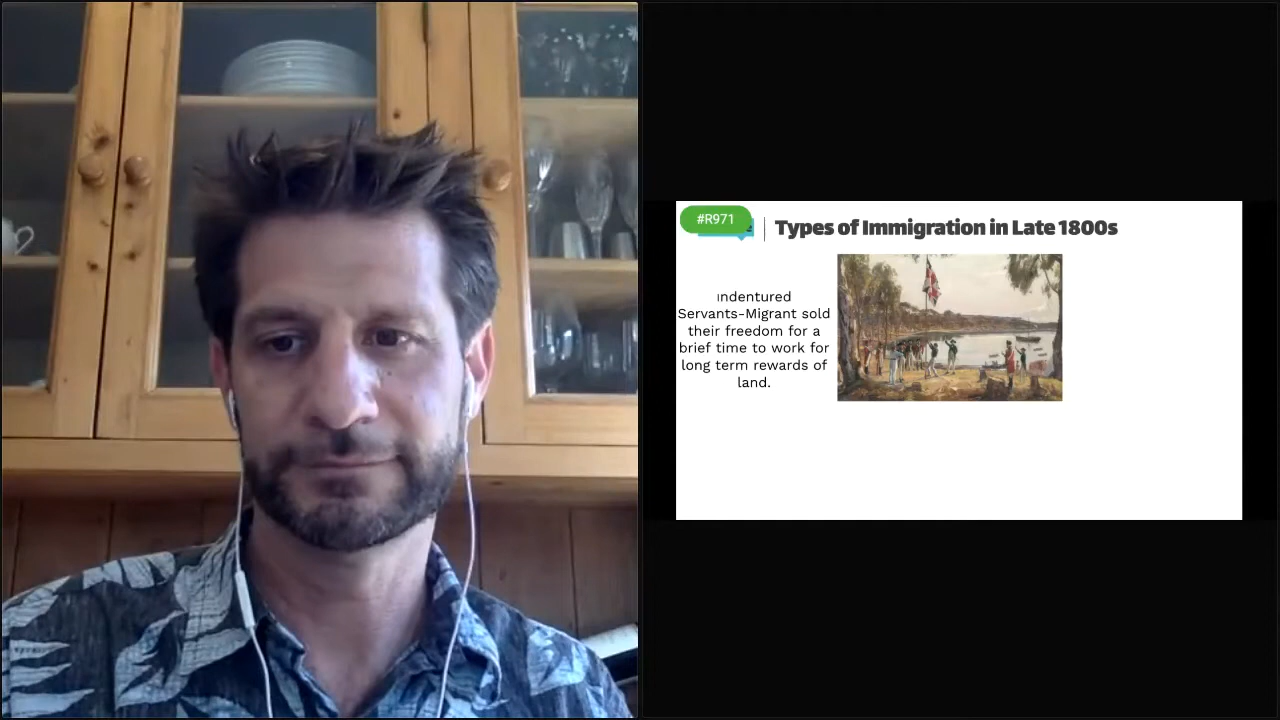 #R971
Types of Immigration in Late 1800s
Indentured
Servants-Migrant sold
their freedom for a
brief time to work for
long term rewards of
land.